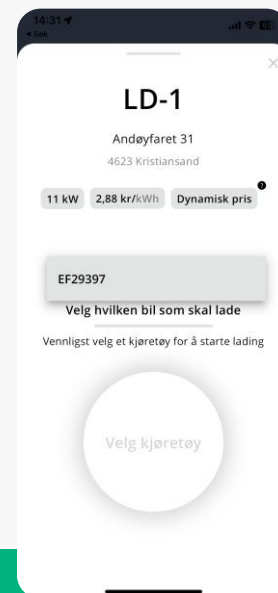 14:31
◂ Søk
LD-1
Andøyfaret 31
4623 Kristiansand
11 kW 2,88 kr/kWh Dynamisk pris ?
EF29397
Velg hvilken bil som skal lade
Vennligst velg et kjøretøy for å starte lading
Velg kjøretøy